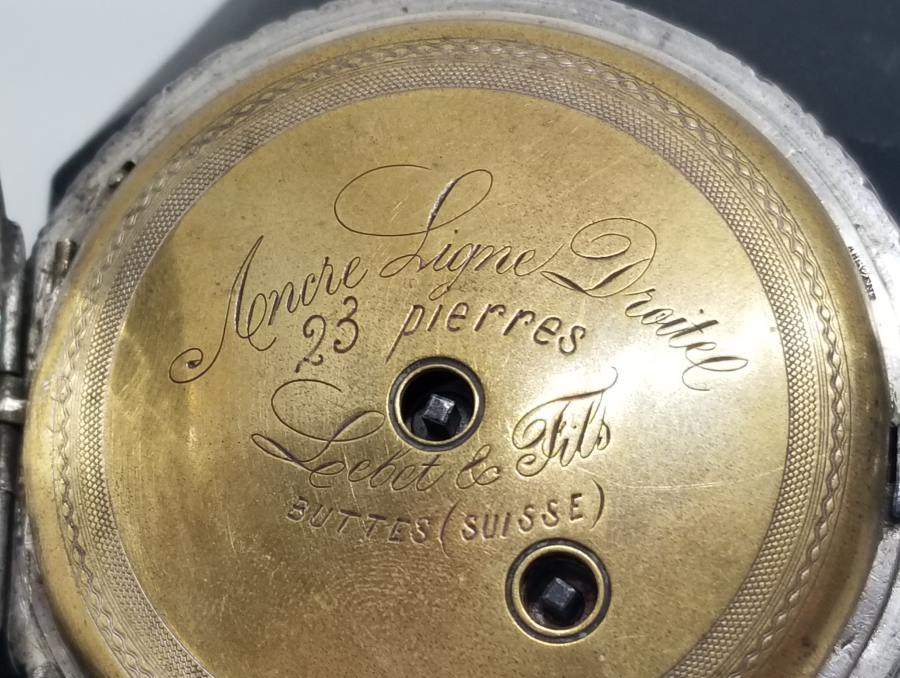 Ancre Ligne Droite
23 pierres
Lebet & Fils
BUTTES (SUISSE)